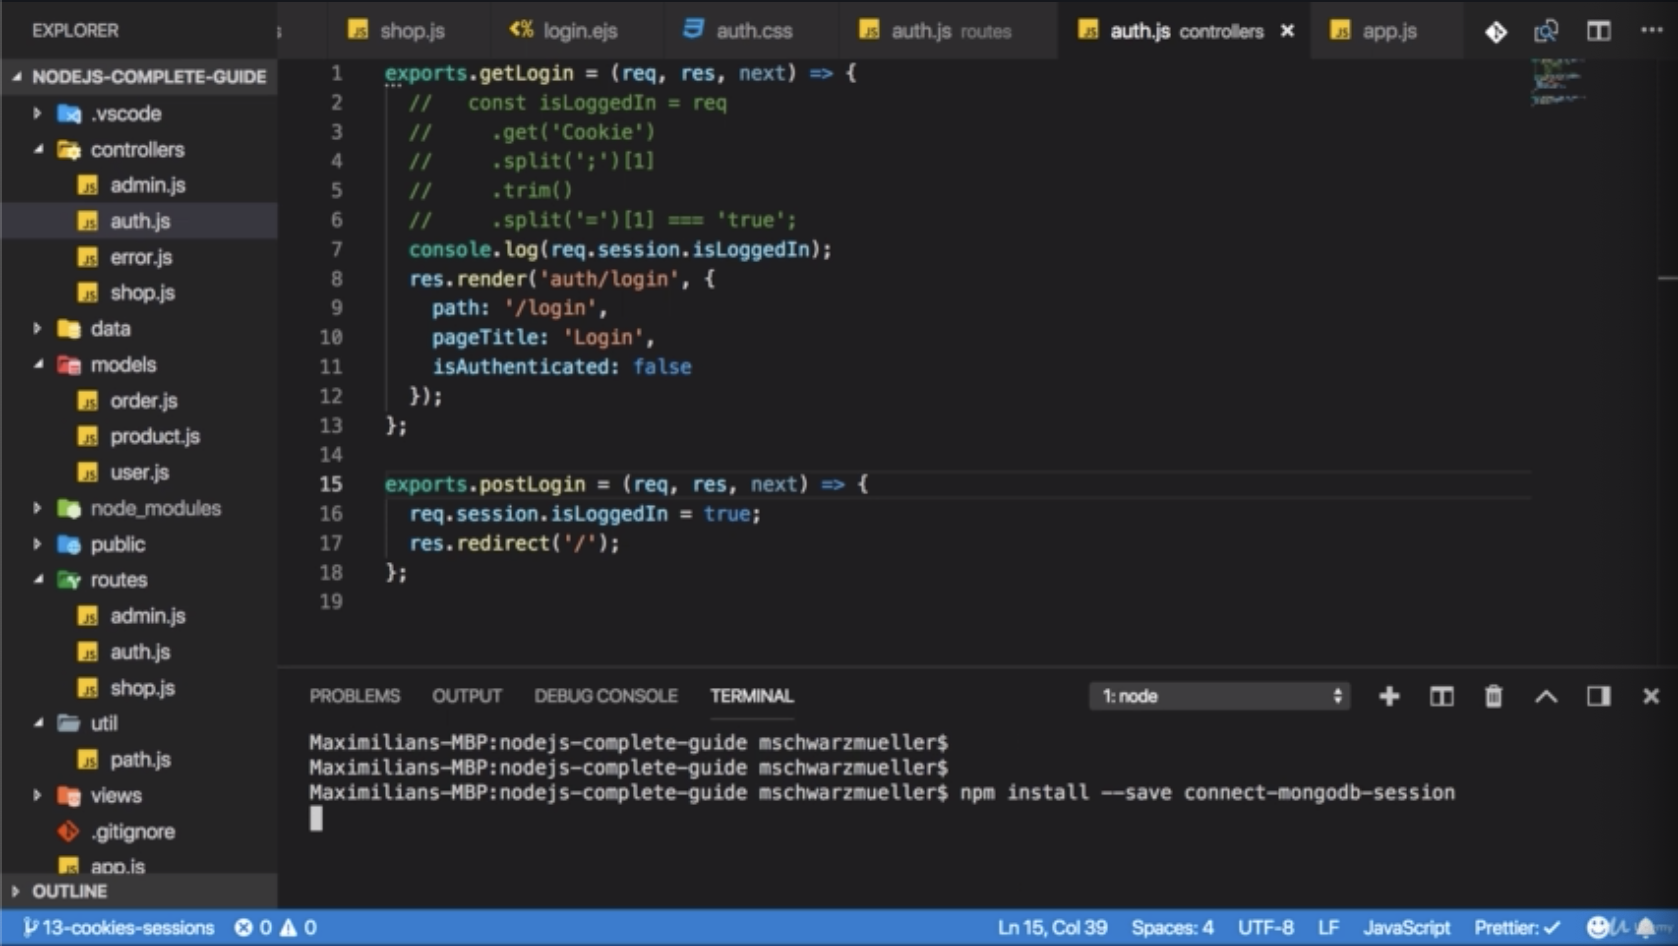 EXPLORER
NODEJS-COMPLETE-GUIDE
.vscode
controllers
admin.js
auth.js
error.js
shop.js
data
models
order.js
product.js
user.js
node_modules
public
routes
admin.js
auth.js
shop.js
util
path.js
views
.gitignore
app.js
OUTLINE
shop.js
login.ejs
auth.css
auth.js routes
auth.js controllers
app.js
1 exports.getLogin = (req, res, next) => {
2 //   const isLoggedIn = req
3 //     .get('Cookie')
4 //     .split(';')[1]
5 //     .trim()
6 //     .split('=')[1] === 'true';
7 console.log(req.session.isLoggedIn);
8 res.render('auth/login', {
9 path: '/login',
10 pageTitle: 'Login',
11 isAuthenticated: false
12 });
13 };
14
15 exports.postLogin = (req, res, next) => {
16 req.session.isLoggedIn = true;
17 res.redirect('/');
18 };
19
PROBLEMS OUTPUT DEBUG CONSOLE TERMINAL 1: node
Maximilians-MBP:nodejs-complete-guide mschwarzmueller$
Maximilians-MBP:nodejs-complete-guide mschwarzmueller$
Maximilians-MBP:nodejs-complete-guide mschwarzmueller$ npm install --save connect-mongodb-session
13-cookies-sessions 0 0 Ln 15, Col 39 Spaces: 4 UTF-8 LF JavaScript Prettier: ✓